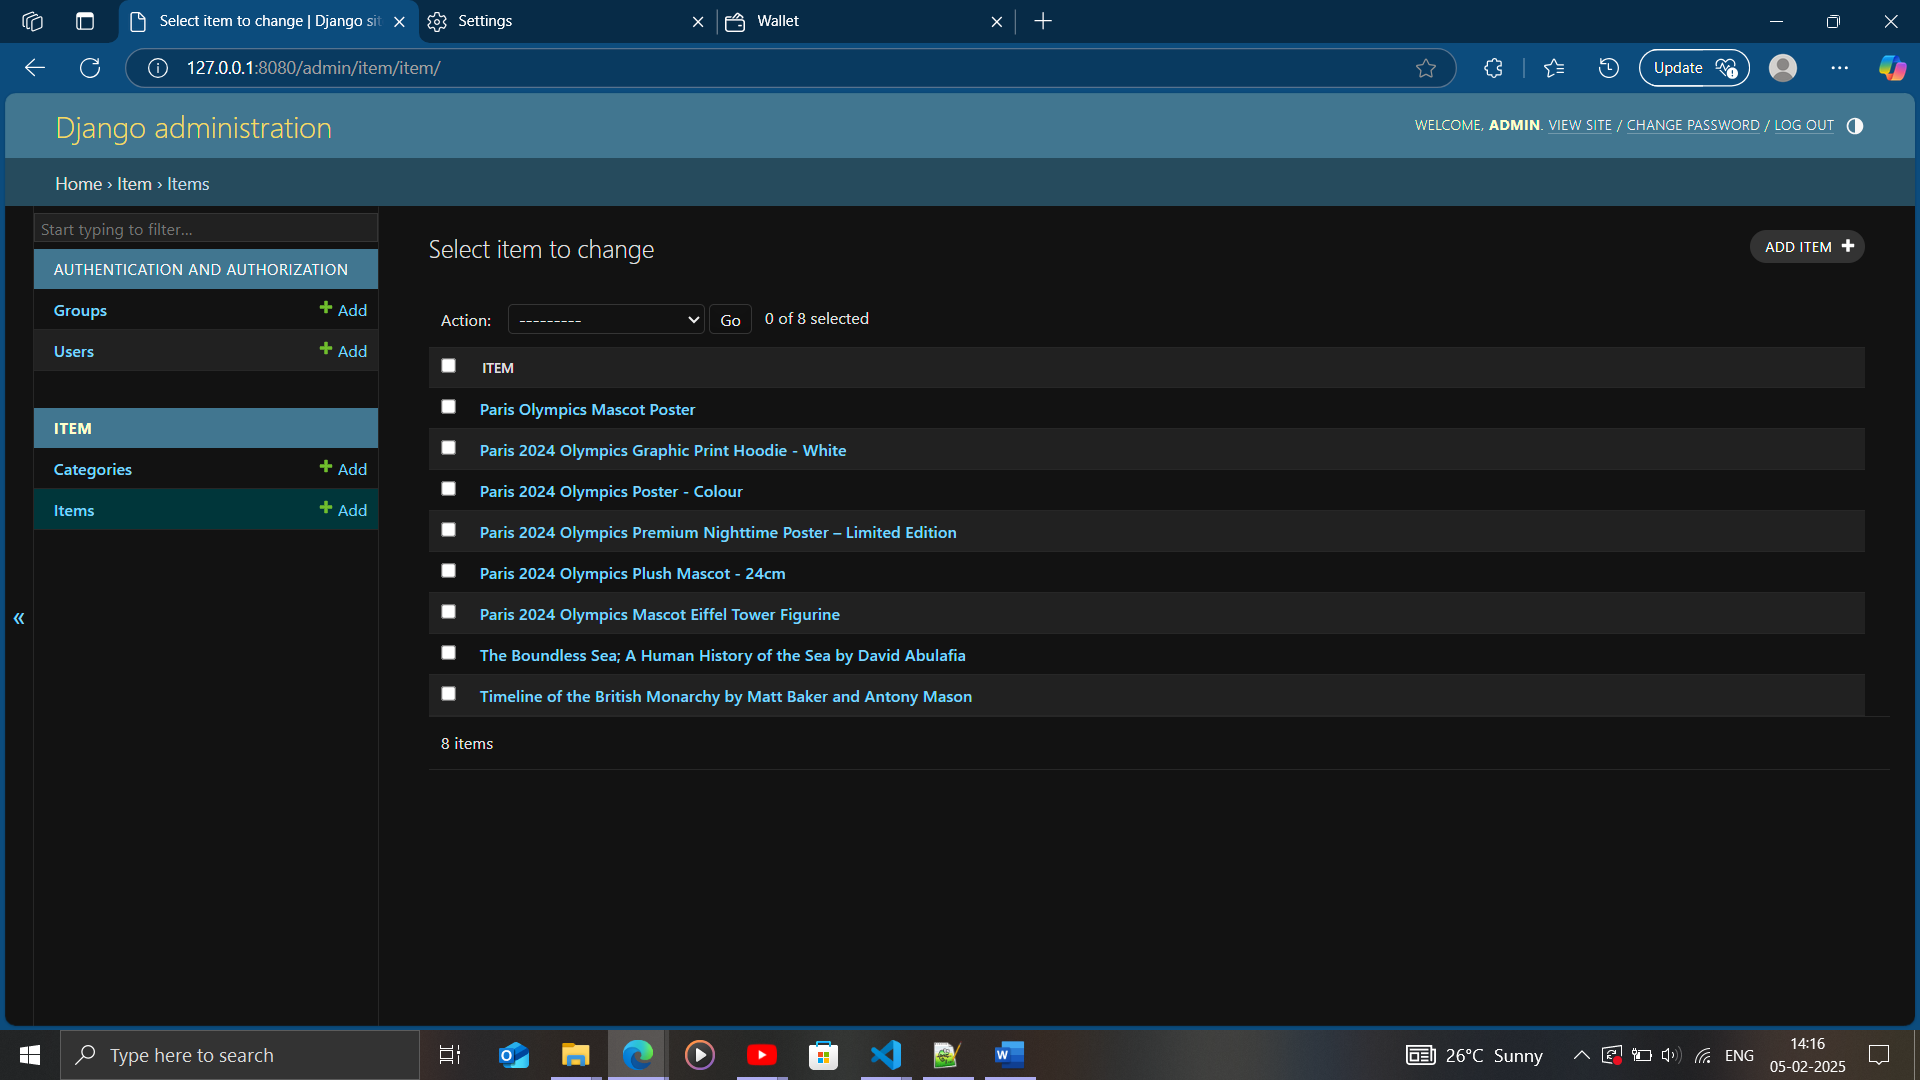 Select item to change | Django sit
Settings
Wallet
127.0.0.1:8080/admin/item/item/
Update
Django administration
WELCOME, ADMIN. VIEW SITE / CHANGE PASSWORD / LOG OUT
Home › Item › Items
Start typing to filter...
AUTHENTICATION AND AUTHORIZATION
Groups
Add
Users
Add
ITEM
Categories
Add
Items
Add
Select item to change
ADD ITEM
Action:
---------
Go
0 of 8 selected
ITEM
Paris Olympics Mascot Poster
Paris 2024 Olympics Graphic Print Hoodie - White
Paris 2024 Olympics Poster - Colour
Paris 2024 Olympics Premium Nighttime Poster – Limited Edition
Paris 2024 Olympics Plush Mascot - 24cm
Paris 2024 Olympics Mascot Eiffel Tower Figurine
The Boundless Sea; A Human History of the Sea by David Abulafia
Timeline of the British Monarchy by Matt Baker and Antony Mason
8 items
Type here to search
26°C Sunny
ENG
14:16
05-02-2025